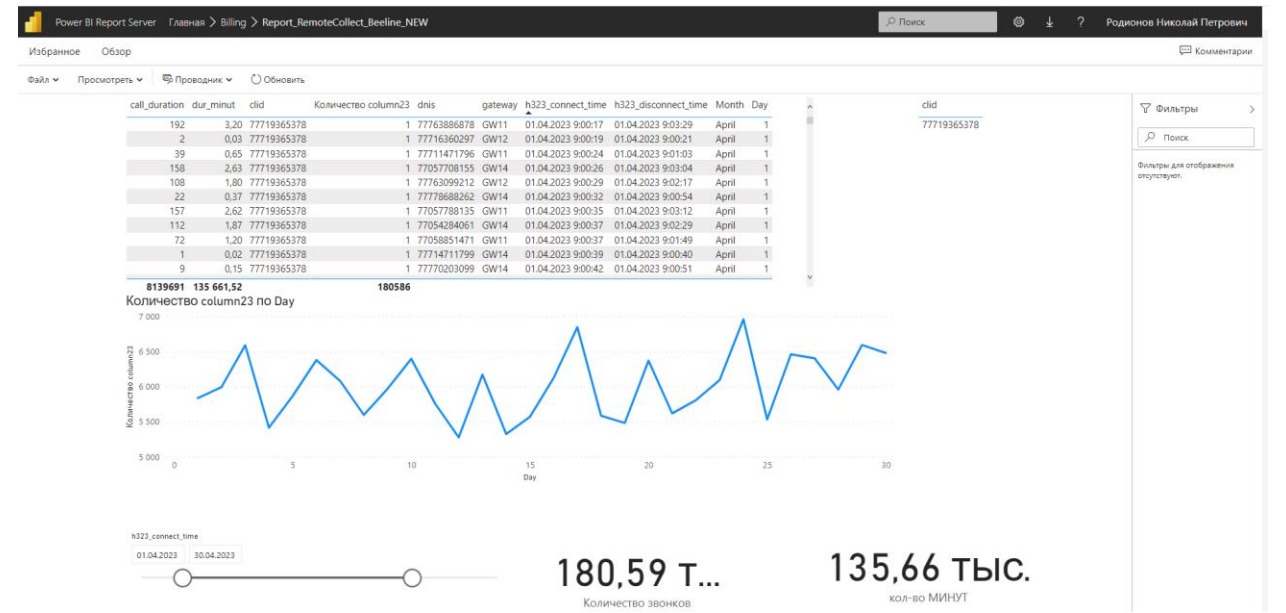 Power BI Report Server Главная > Billing > Report_RemoteCollect_Beeline_NEW Поиск ? Родионов Николай Петрович
Избранное Обзор Комментарии
Файл Просмотреть Проводник Обновить
call_duration dur_minut clid Количество column23 dnis gateway h323_connect_time h323_disconnect_time Month Day
192 3,20 77719365378 1 77763886878 GW11 01.04.2023 9:00:17 01.04.2023 9:03:29 April 1
2 0,03 77719365378 1 77716360297 GW12 01.04.2023 9:00:19 01.04.2023 9:00:21 April 1
39 0,65 77719365378 1 77711471796 GW11 01.04.2023 9:00:24 01.04.2023 9:01:03 April 1
158 2,63 77719365378 1 77057708155 GW14 01.04.2023 9:00:26 01.04.2023 9:03:04 April 1
108 1,80 77719365378 1 77763099212 GW12 01.04.2023 9:00:29 01.04.2023 9:02:17 April 1
22 0,37 77719365378 1 77778688262 GW14 01.04.2023 9:00:32 01.04.2023 9:00:54 April 1
157 2,62 77719365378 1 77057788135 GW11 01.04.2023 9:00:35 01.04.2023 9:03:12 April 1
112 1,87 77719365378 1 77054284061 GW14 01.04.2023 9:00:37 01.04.2023 9:02:29 April 1
72 1,20 77719365378 1 77058851471 GW11 01.04.2023 9:00:37 01.04.2023 9:01:49 April 1
1 0,02 77719365378 1 77714711799 GW14 01.04.2023 9:00:39 01.04.2023 9:00:40 April 1
9 0,15 77719365378 1 77770203099 GW14 01.04.2023 9:00:42 01.04.2023 9:00:51 April 1
8139691 135 661,52 180586
clid
77719365378
Фильтры
Поиск
Фильтры для отображения
отсутствуют.
Количество column23 по Day
7 000
6 500
6 000
5 500
5 000
Количество column23
0 5 10 15 20 25 30
Day
h323_connect_time
01.04.2023 30.04.2023
180,59 т...
Количество звонков
135,66 тыс.
кол-во МИНУТ